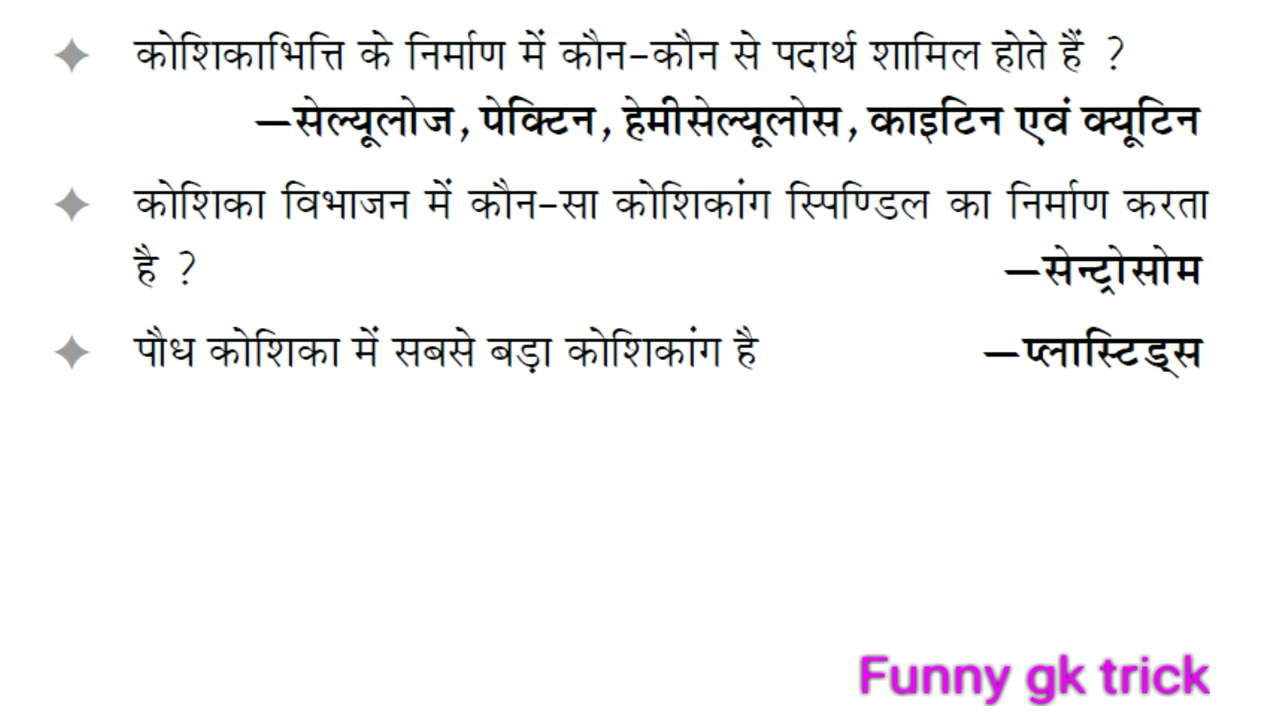 ✦ कोशिकाभित्ति के निर्माण में कौन-कौन से पदार्थ शामिल होते हैं ?
—सेल्यूलोज, पेक्टिन, हेमीसेल्यूलोस, काइटिन एवं क्यूटिन
✦ कोशिका विभाजन में कौन-सा कोशिकांग स्पिण्डिल का निर्माण करता
है ? —सेन्ट्रोसोम
✦ पौध कोशिका में सबसे बड़ा कोशिकांग है —प्लास्टिड्स
Funny gk trick